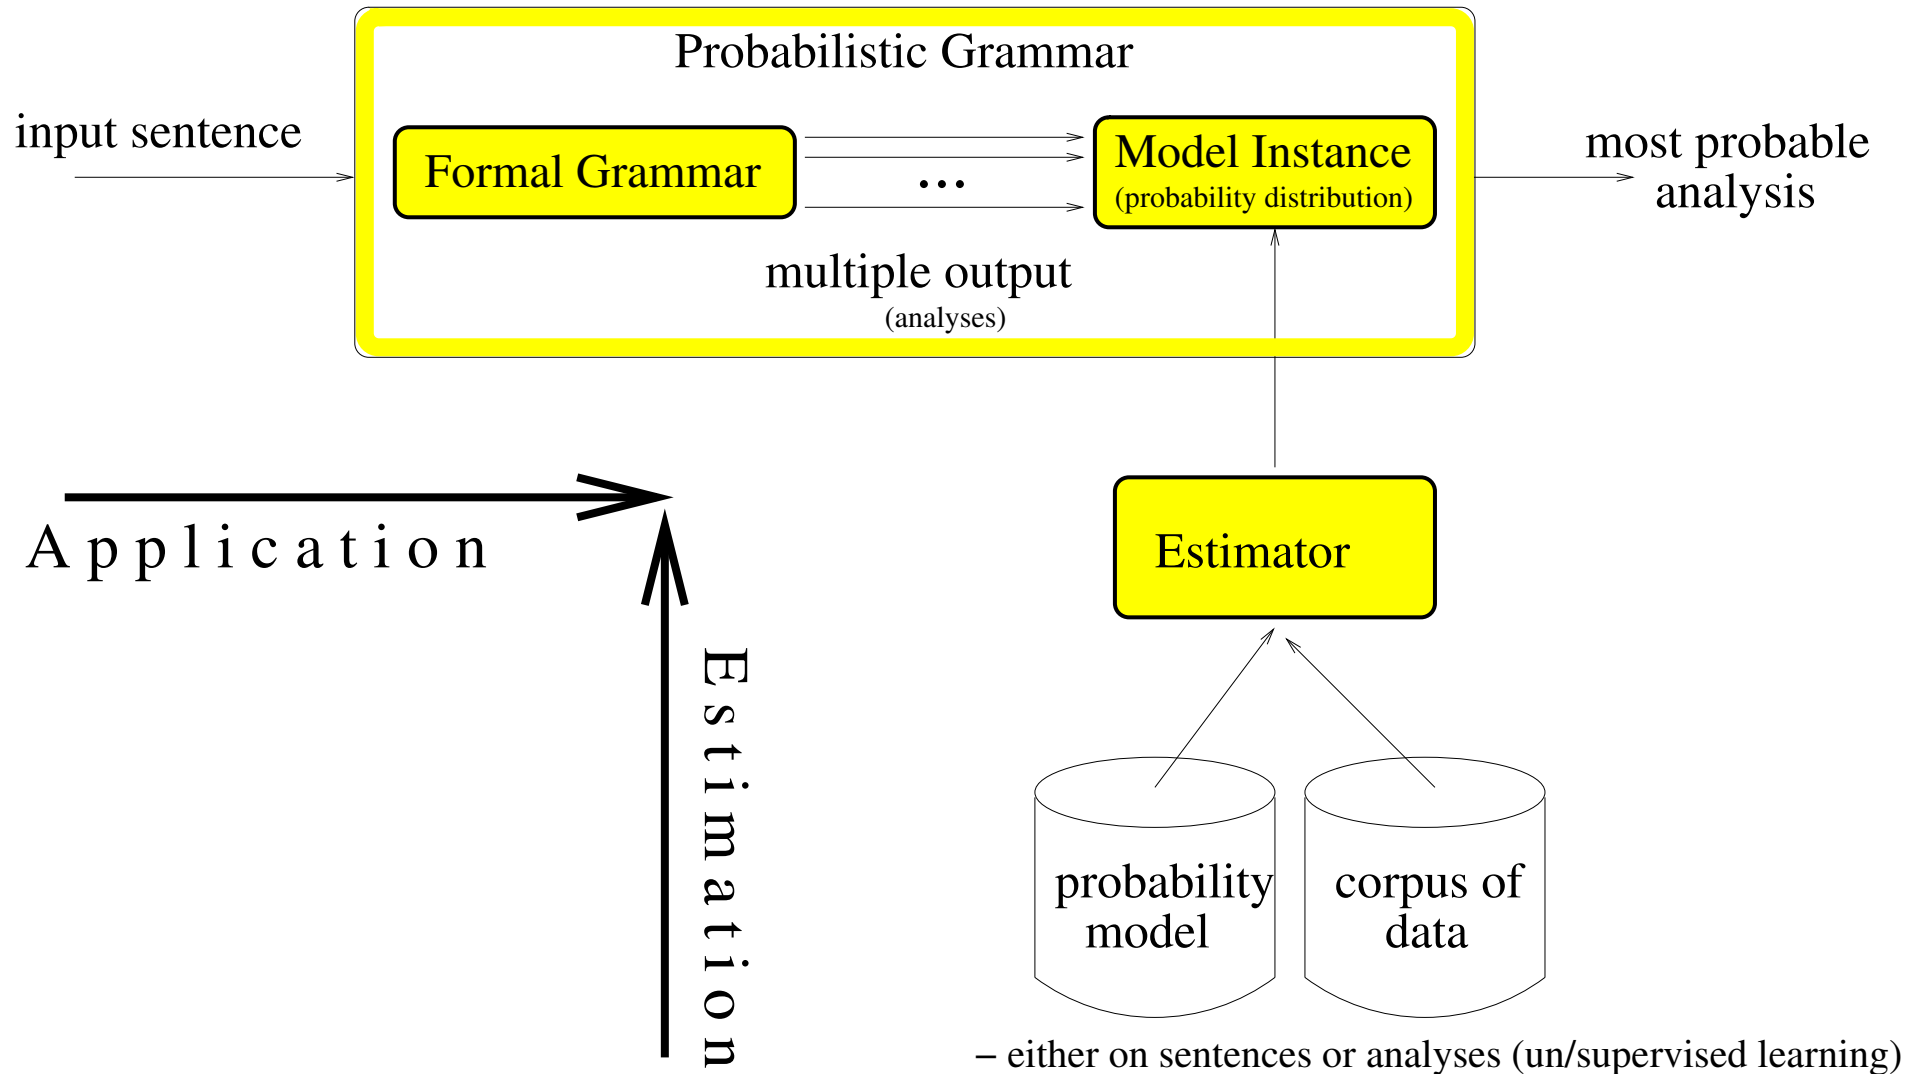 Probabilistic Grammar
input sentence
Formal Grammar
...
Model Instance
(probability distribution)
most probable
analysis
multiple output
(analyses)
Application
Estimation
Estimator
probability
model
corpus of
data
– either on sentences or analyses (un/supervised learning)